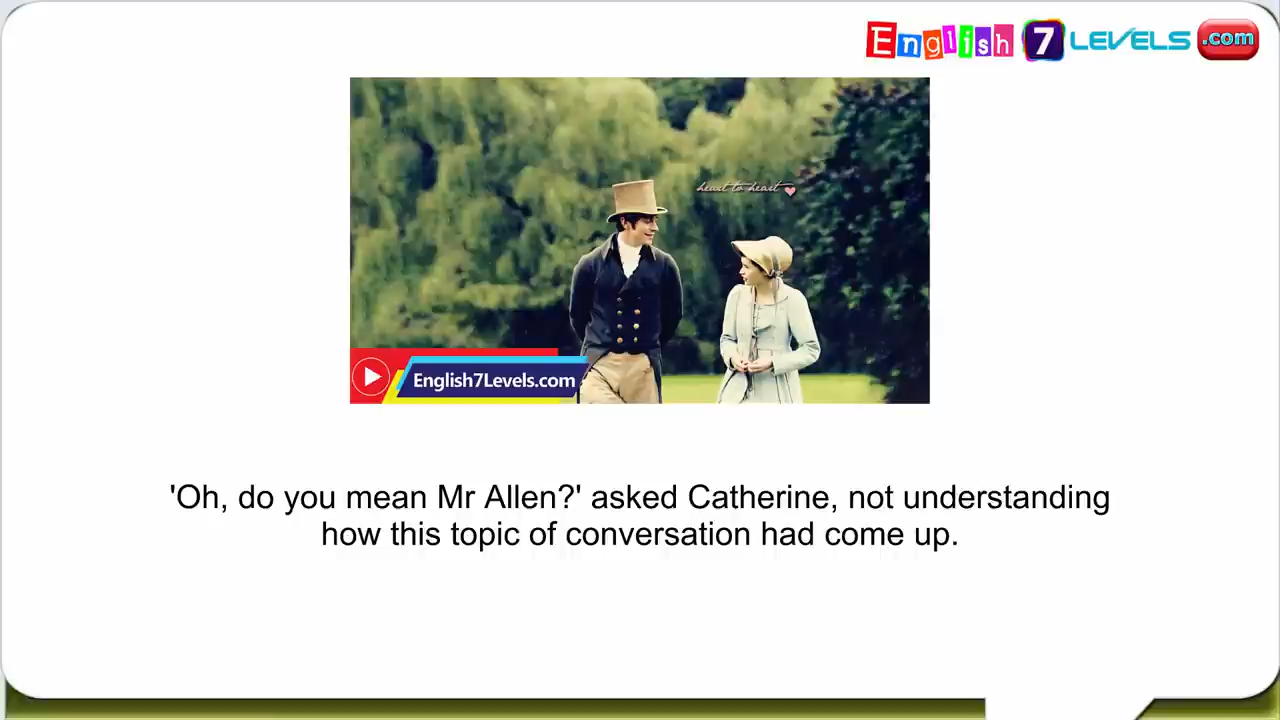 English 7 LEVELS .com
heart to heart
English7Levels.com
'Oh, do you mean Mr Allen?' asked Catherine, not understanding
how this topic of conversation had come up.